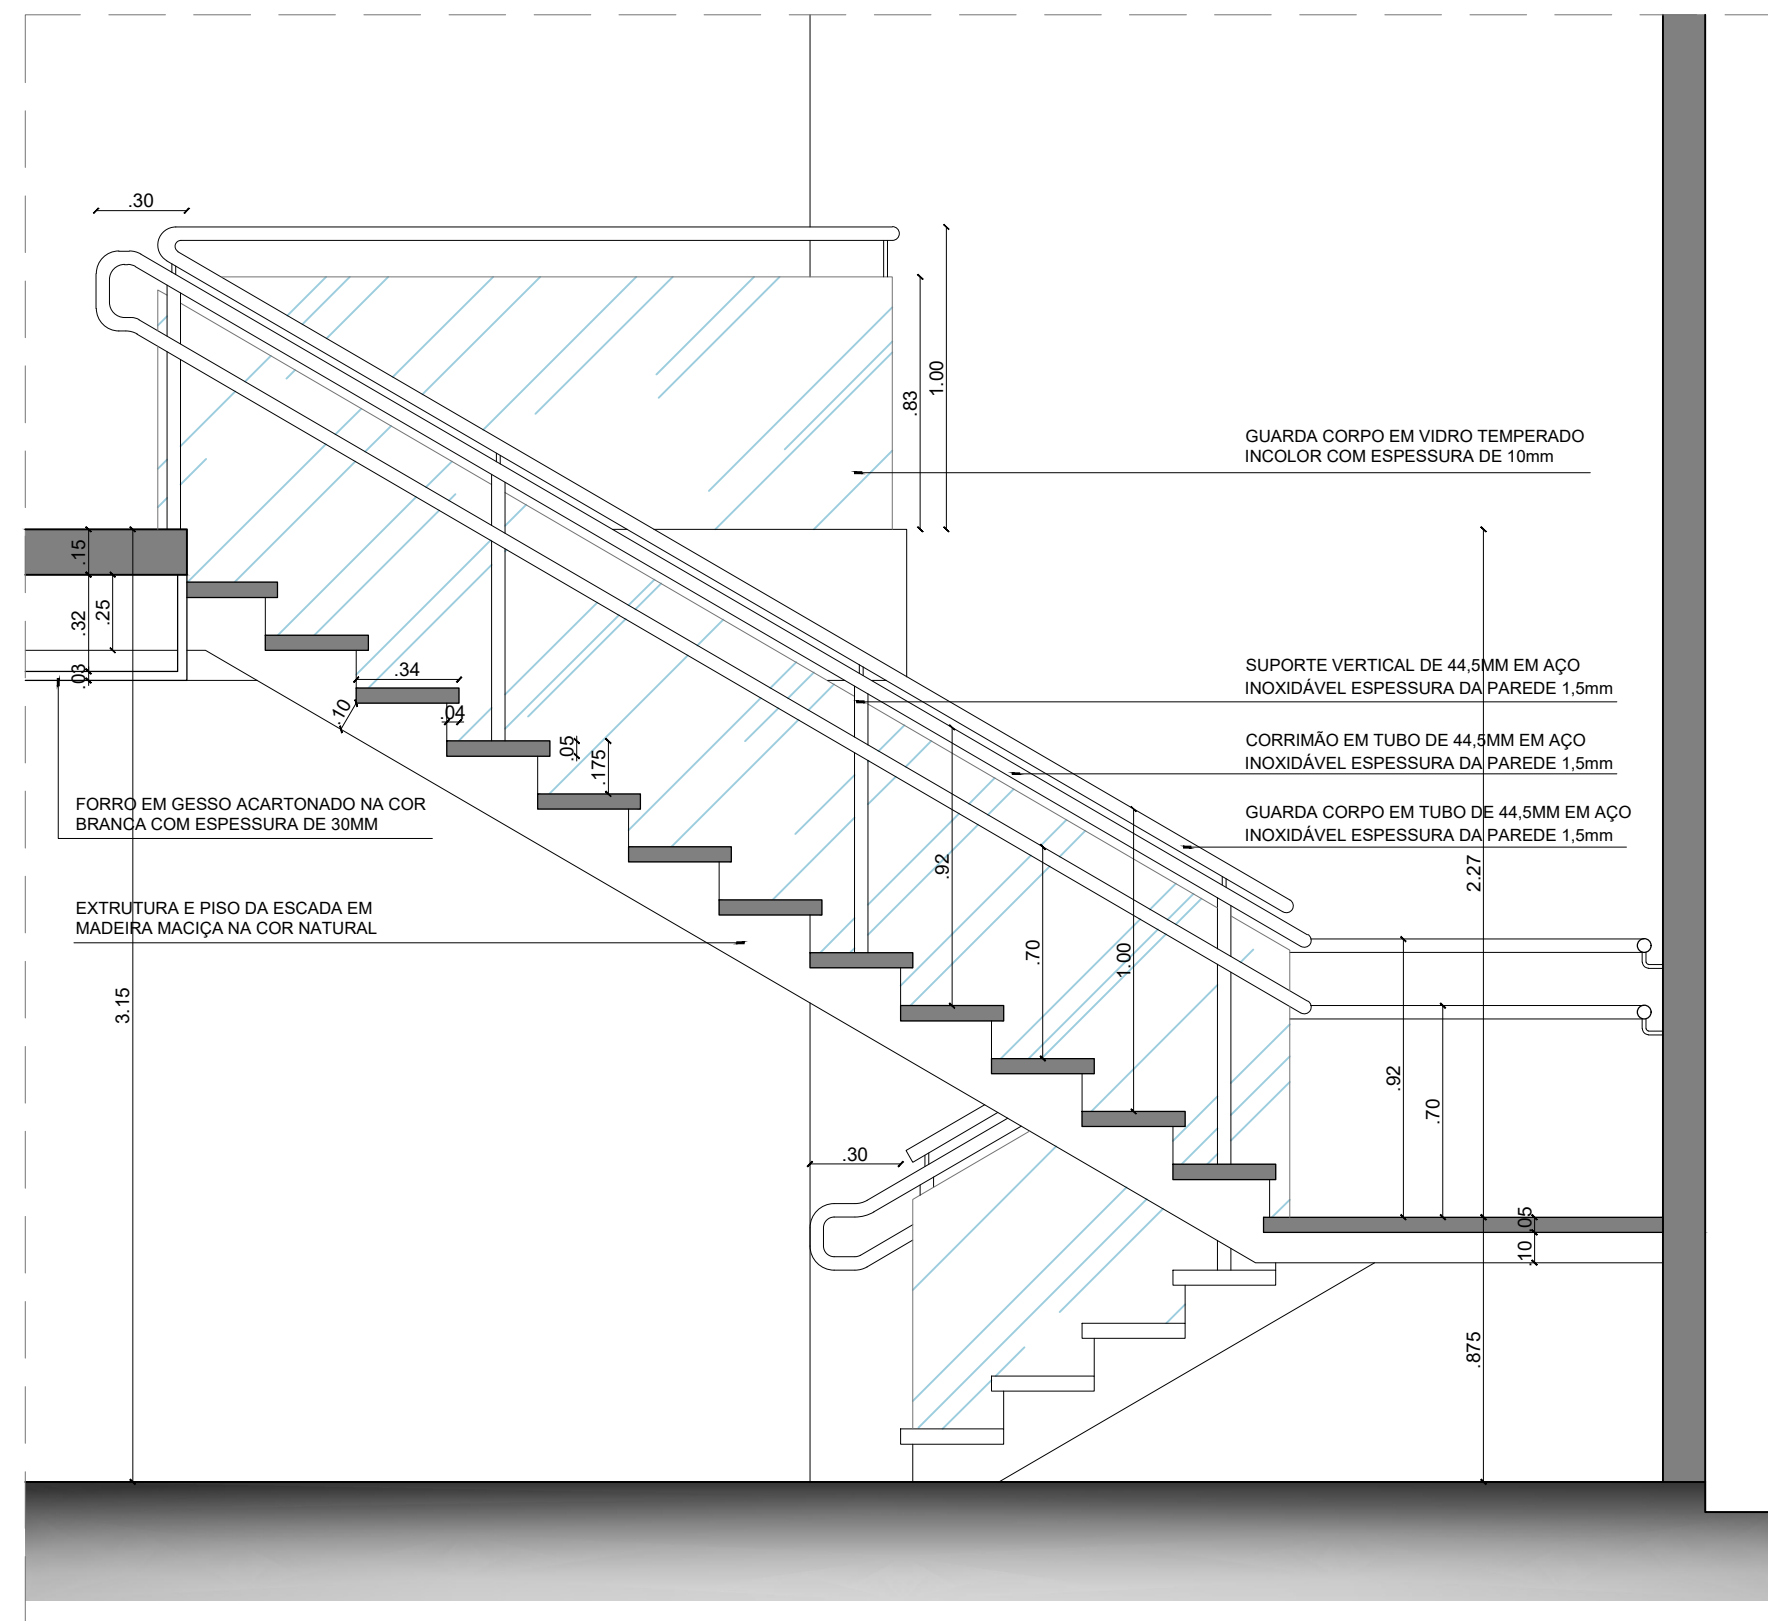 .30
.83
1.00
GUARDA CORPO EM VIDRO TEMPERADO
INCOLOR COM ESPESSURA DE 10mm
.15
.32
.25
.03
.34
.10
.04
.05
.175
SUPORTE VERTICAL DE 44,5MM EM AÇO
INOXIDÁVEL ESPESSURA DA PAREDE 1,5mm
CORRIMÃO EM TUBO DE 44,5MM EM AÇO
INOXIDÁVEL ESPESSURA DA PAREDE 1,5mm
GUARDA CORPO EM TUBO DE 44,5MM EM AÇO
INOXIDÁVEL ESPESSURA DA PAREDE 1,5mm
FORRO EM GESSO ACARTONADO NA COR
BRANCA COM ESPESSURA DE 30MM
EXTRUTURA E PISO DA ESCADA EM
MADEIRA MACIÇA NA COR NATURAL
.92
.70
1.00
2.27
3.15
.92
.70
.30
.05
.10
.875